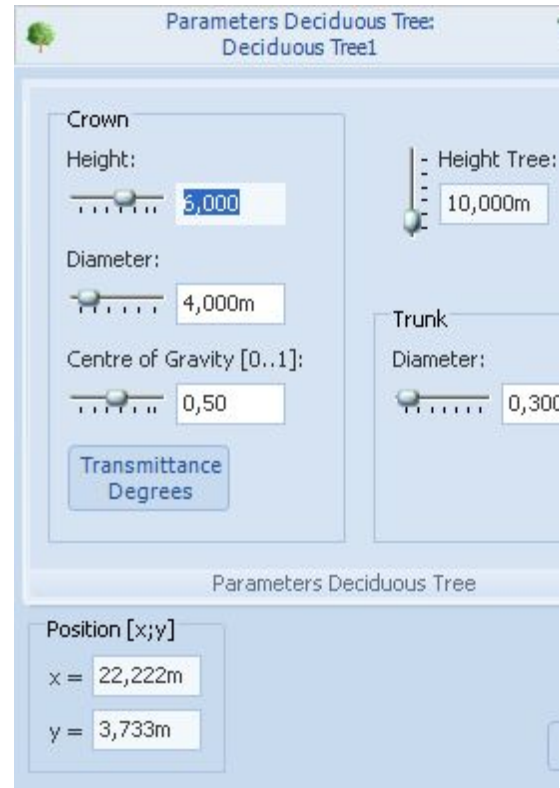 Parameters Deciduous Tree:
Deciduous Tree1
Crown
Height:
6,000
Diameter:
4,000m
Centre of Gravity [0..1]:
0,50
Transmittance
Degrees
Height Tree:
10,000m
Trunk
Diameter:
0,300
Parameters Deciduous Tree
Position [x;y]
x = 22,222m
y = 3,733m